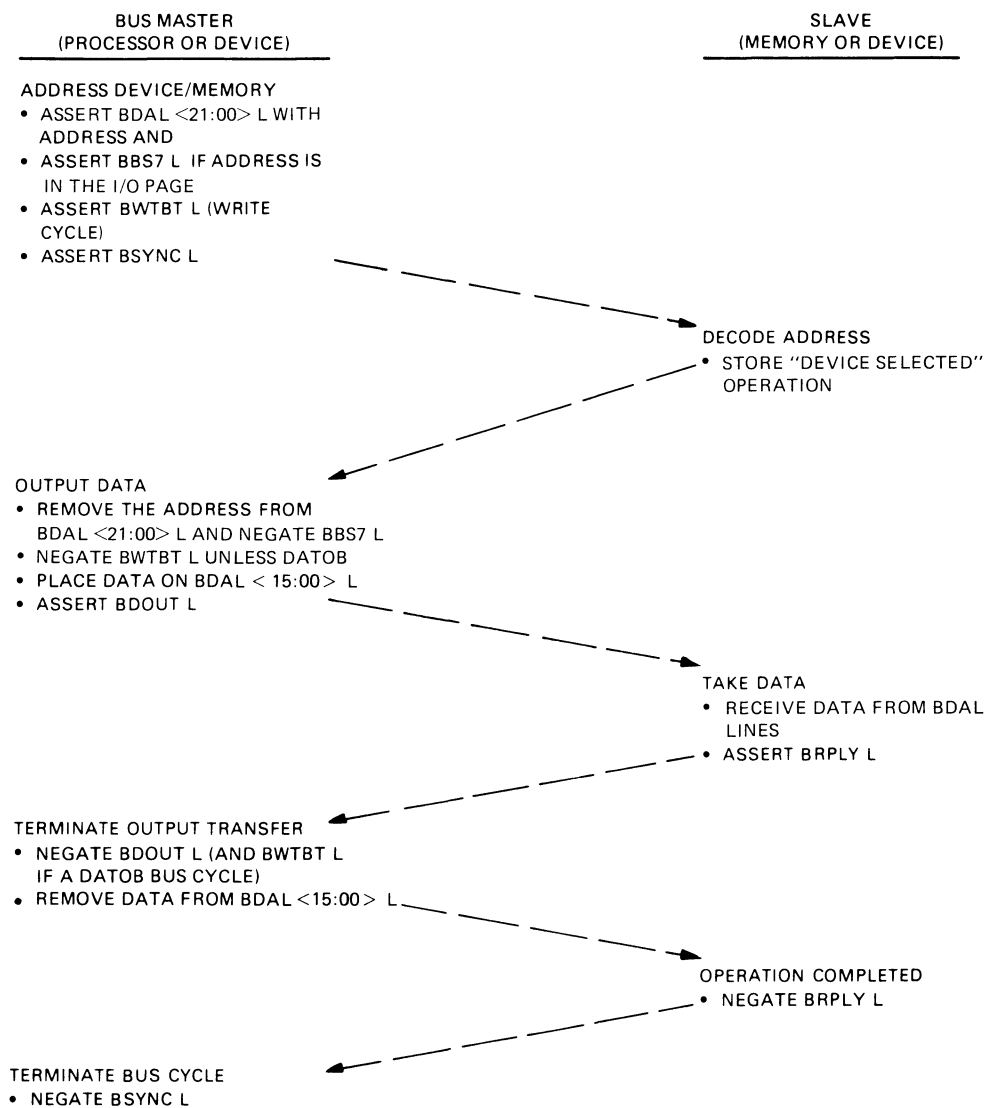 BUS MASTER
(PROCESSOR OR DEVICE)
SLAVE
(MEMORY OR DEVICE)
ADDRESS DEVICE/MEMORY
• ASSERT BDAL <21:00> L WITH
ADDRESS AND
• ASSERT BBS7 L IF ADDRESS IS
IN THE I/O PAGE
• ASSERT BWTBT L (WRITE
CYCLE)
• ASSERT BSYNC L
DECODE ADDRESS
• STORE "DEVICE SELECTED"
OPERATION
OUTPUT DATA
• REMOVE THE ADDRESS FROM
BDAL <21:00> L AND NEGATE BBS7 L
• NEGATE BWTBT L UNLESS DATOB
• PLACE DATA ON BDAL < 15:00> L
• ASSERT BDOUT L
TAKE DATA
• RECEIVE DATA FROM BDAL
LINES
• ASSERT BRPLY L
TERMINATE OUTPUT TRANSFER
• NEGATE BDOUT L (AND BWTBT L
IF A DATOB BUS CYCLE)
• REMOVE DATA FROM BDAL <15:00> L
OPERATION COMPLETED
• NEGATE BRPLY L
TERMINATE BUS CYCLE
• NEGATE BSYNC L